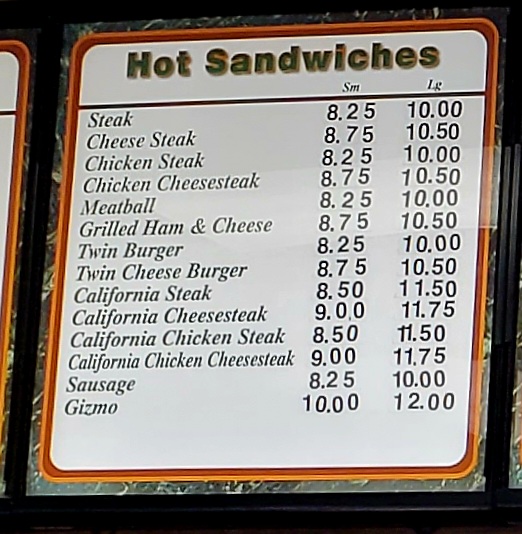 Hot Sandwiches
Sm Lg
Steak 8.25 10.00
Cheese Steak 8.75 10.50
Chicken Steak 8.25 10.00
Chicken Cheesesteak 8.75 10.50
Meatball 8.25 10.00
Grilled Ham & Cheese 8.75 10.50
Twin Burger 8.25 10.00
Twin Cheese Burger 8.75 10.50
California Steak 8.50 11.50
California Cheesesteak 9.00 11.75
California Chicken Steak 8.50 11.50
California Chicken Cheesesteak 9.00 11.75
Sausage 8.25 10.00
Gizmo 10.00 12.00